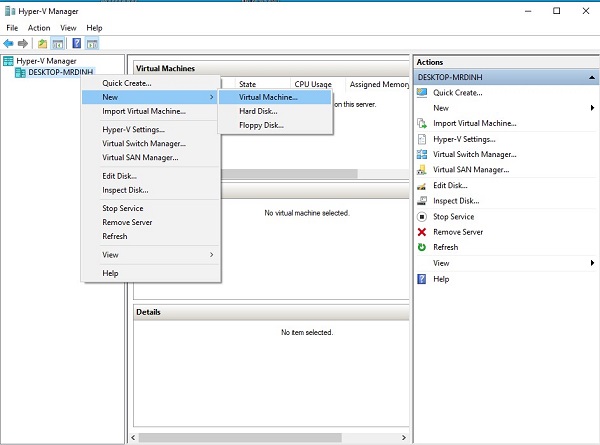 Hyper-V Manager
File Action View Help
Hyper-V Manager
DESKTOP-MRDINH
Quick Create...
New
Import Virtual Machine...
Hyper-V Settings...
Virtual Switch Manager...
Virtual SAN Manager...
Edit Disk...
Inspect Disk...
Stop Service
Remove Server
Refresh
View
Help
Virtual Machine...
Hard Disk...
Floppy Disk...
Virtual Machines
State CPU Usage Assigned Memory
on this server.
No virtual machine selected.
Details
No item selected.
Actions
DESKTOP-MRDINH
Quick Create...
New
Import Virtual Machine...
Hyper-V Settings...
Virtual Switch Manager...
Virtual SAN Manager...
Edit Disk...
Inspect Disk...
Stop Service
Remove Server
Refresh
View
Help